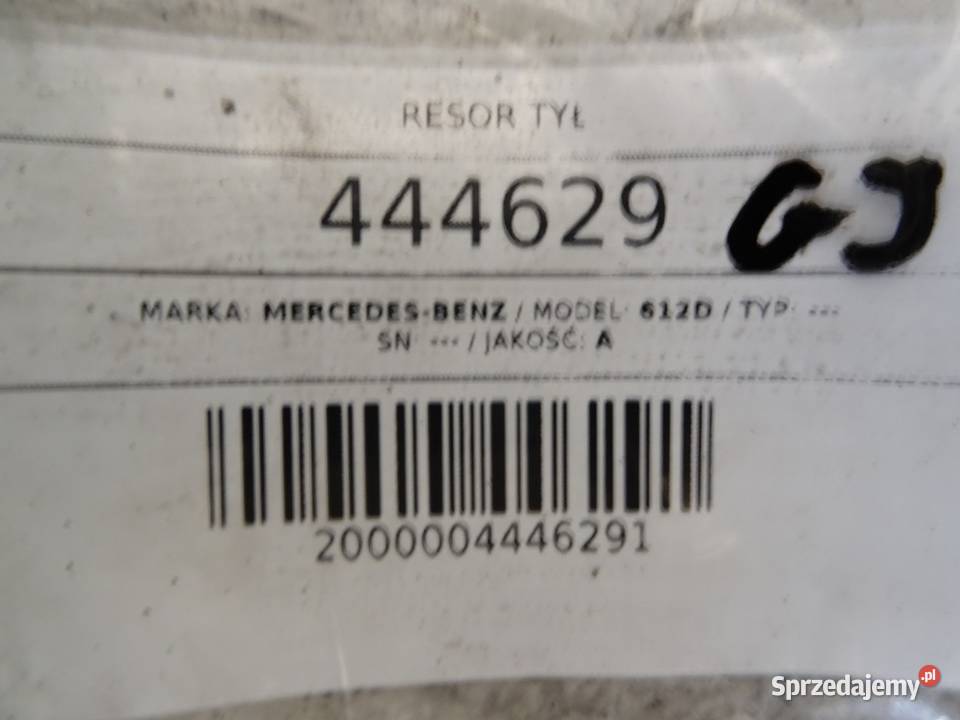 RESOR TYŁ
444629 GJ
MARKA: MERCEDES-BENZ / MODEL: 612D / TYP: ---
SN: --- / JAKOŚĆ: A
2000004446291
Sprzedajemy.pl